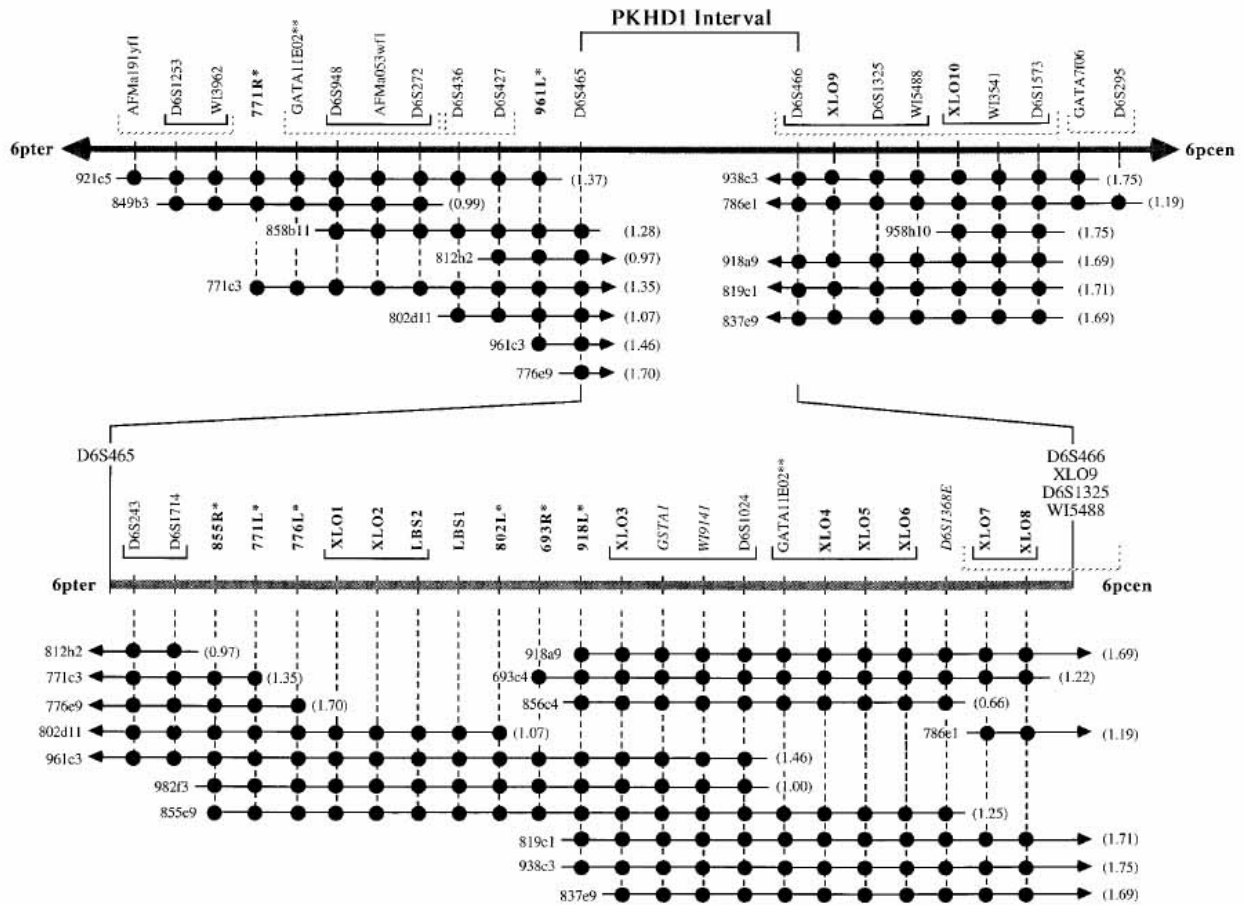 PKHD1 Interval
AFMa191yf1
D6S1253
WI3962
771R*
GATA11E02**
D6S948
AFMa053wf1
D6S272
D6S436
D6S427
961L*
D6S465
D6S466
XLO9
D6S1325
WI5488
XLO10
WI3541
D6S1573
GATA7f06
D6S295
6pter
6pcen
921c5 (1.37)
938c3 (1.75)
849b3 (0.99)
786e1 (1.19)
858b11 (1.28)
958h10 (1.75)
812h2 (0.97)
918a9 (1.69)
771c3 (1.35)
819c1 (1.71)
802d11 (1.07)
837e9 (1.69)
961c3 (1.46)
776e9 (1.70)
D6S465
D6S466
XLO9
D6S1325
WI5488
D6S243
D6S1714
855R*
771L*
776L*
XLO1
XLO2
LBS2
LBS1
802L*
693R*
918L*
XLO3
GSTA1
WI9141
D6S1024
GATA11E02**
XLO4
XLO5
XLO6
D6S1368E
XLO7
XLO8
6pter
6pcen
812h2 (0.97)
918a9 (1.69)
771c3 (1.35)
693c4 (1.22)
776e9 (1.70)
856c4 (0.66)
802d11 (1.07)
786e1 (1.19)
961c3 (1.46)
982f3 (1.00)
855e9 (1.25)
819c1 (1.71)
938c3 (1.75)
837e9 (1.69)